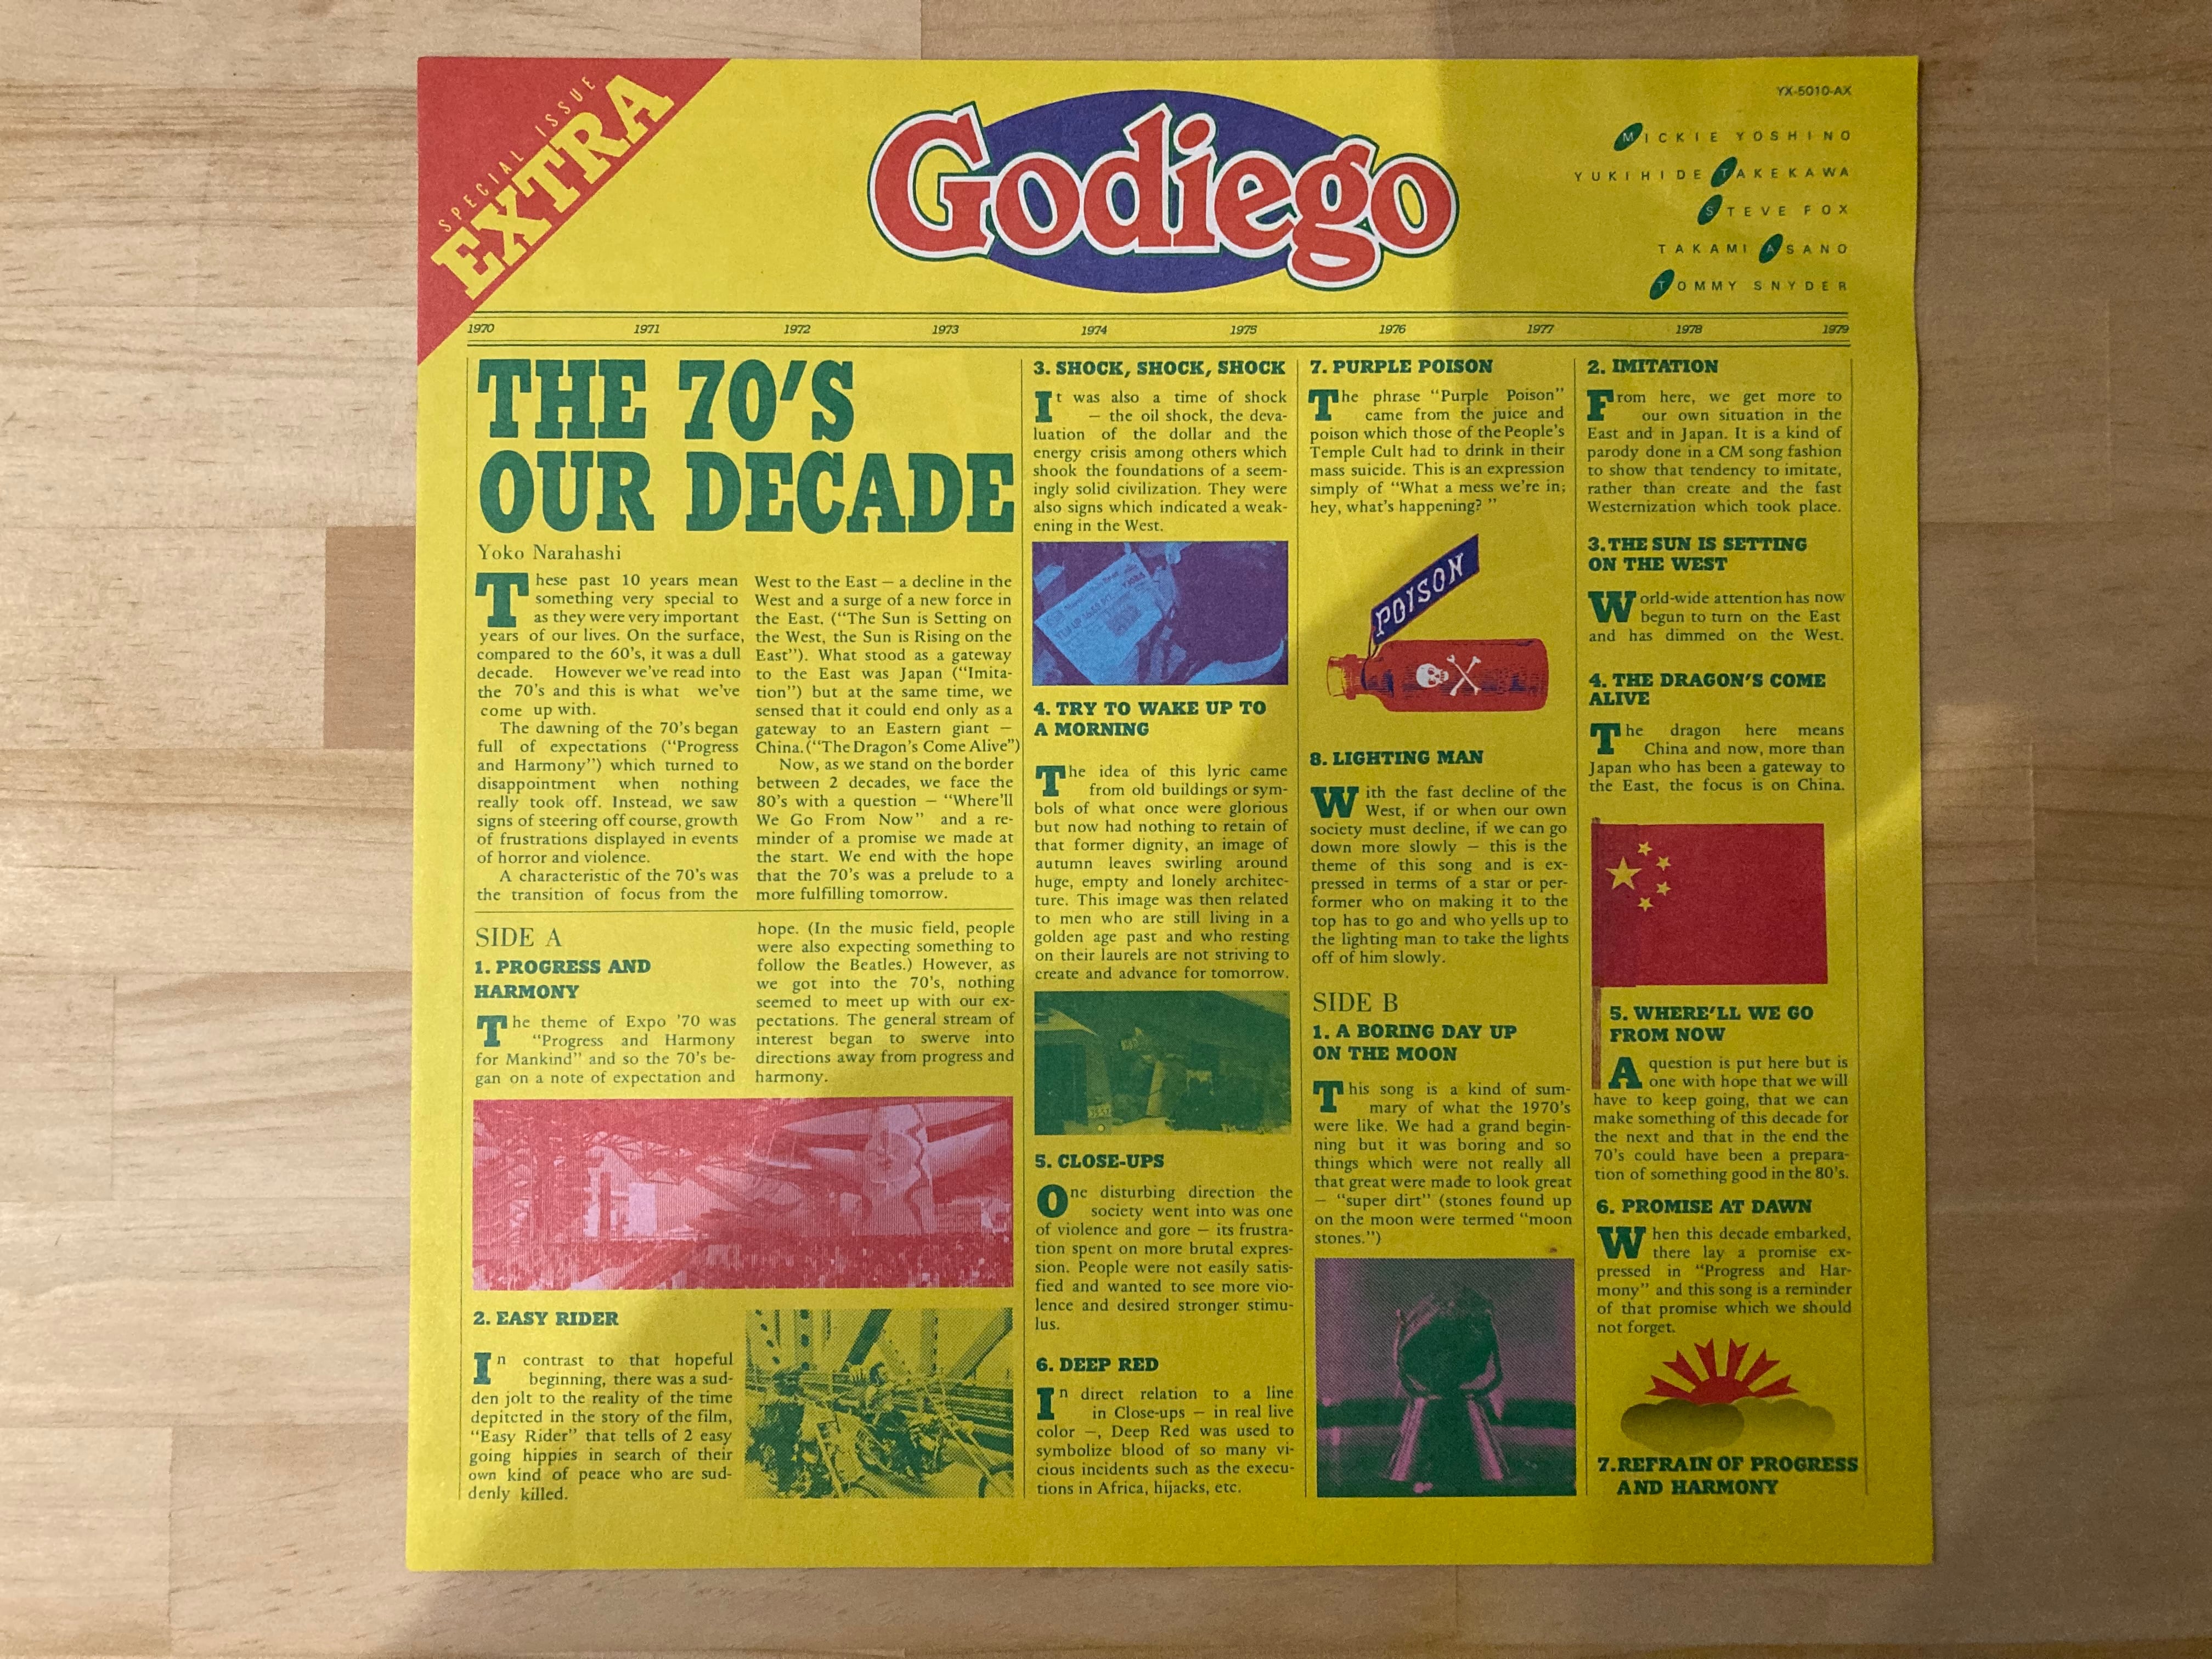 SPECIAL ISSUE
EXTRA
Godiego
YX-5010-AX
MICKIE YOSHINO
YUKIHIDE TAKEKAWA
STEVE FOX
TAKAMI ASANO
TOMMY SNYDER
1970 1971 1972 1973 1974 1975 1976 1977 1978 1979
THE 70'S
OUR DECADE
Yoko Narahashi
These past 10 years mean
something very special to
as they were very important
years of our lives. On the surface,
compared to the 60's, it was a dull
decade. However we've read into
the 70's and this is what we've
come up with.
The dawning of the 70's began
full of expectations ("Progress
and Harmony") which turned to
disappointment when nothing
really took off. Instead, we saw
signs of steering off course, growth
of frustrations displayed in events
of horror and violence.
A characteristic of the 70's was
the transition of focus from the
West to the East — a decline in the
West and a surge of a new force in
the East. ("The Sun is Setting on
the West, the Sun is Rising on the
East"). What stood as a gateway
to the East was Japan ("Imita-
tion") but at the same time, we
sensed that it could end only as a
gateway to an Eastern giant —
China. ("The Dragon's Come Alive")
Now, as we stand on the border
between 2 decades, we face the
80's with a question — "Where'll
We Go From Now" and a re-
minder of a promise we made at
the start. We end with the hope
that the 70's was a prelude to a
more fulfilling tomorrow.
SIDE A
1. PROGRESS AND
HARMONY
The theme of Expo '70 was
"Progress and Harmony
for Mankind" and so the 70's be-
gan on a note of expectation and
hope. (In the music field, people
were also expecting something to
follow the Beatles.) However, as
we got into the 70's, nothing
seemed to meet up with our ex-
pectations. The general stream of
interest began to swerve into
directions away from progress and
harmony.
2. EASY RIDER
In contrast to that hopeful
beginning, there was a sud-
den jolt to the reality of the time
depitcted in the story of the film,
"Easy Rider" that tells of 2 easy
going hippies in search of their
own kind of peace who are sud-
denly killed.
3. SHOCK, SHOCK, SHOCK
It was also a time of shock
— the oil shock, the deva-
luation of the dollar and the
energy crisis among others which
shook the foundations of a seem-
ingly solid civilization. They were
also signs which indicated a weak-
ening in the West.
4. TRY TO WAKE UP TO
A MORNING
The idea of this lyric came
from old buildings or sym-
bols of what once were glorious
but now had nothing to retain of
that former dignity, an image of
autumn leaves swirling around
huge, empty and lonely architec-
ture. This image was then related
to men who are still living in a
golden age past and who resting
on their laurels are not striving to
create and advance for tomorrow.
5. CLOSE-UPS
One disturbing direction the
society went into was one
of violence and gore — its frustra-
tion spent on more brutal expres-
sion. People were not easily satis-
fied and wanted to see more vio-
lence and desired stronger stimu-
lus.
6. DEEP RED
In direct relation to a line
in Close-ups — in real live
color —, Deep Red was used to
symbolize blood of so many vi-
cious incidents such as the execu-
tions in Africa, hijacks, etc.
7. PURPLE POISON
The phrase "Purple Poison"
came from the juice and
poison which those of the People's
Temple Cult had to drink in their
mass suicide. This is an expression
simply of "What a mess we're in;
hey, what's happening? "
POISON
8. LIGHTING MAN
With the fast decline of the
West, if or when our own
society must decline, if we can go
down more slowly — this is the
theme of this song and is ex-
pressed in terms of a star or per-
former who on making it to the
top has to go and who yells up to
the lighting man to take the lights
off of him slowly.
SIDE B
1. A BORING DAY UP
ON THE MOON
This song is a kind of sum-
mary of what the 1970's
were like. We had a grand begin-
ning but it was boring and so
things which were not really all
that great were made to look great
— "super dirt" (stones found up
on the moon were termed "moon
stones.")
2. IMITATION
From here, we get more to
our own situation in the
East and in Japan. It is a kind of
parody done in a CM song fashion
to show that tendency to imitate,
rather than create and the fast
Westernization which took place.
3. THE SUN IS SETTING
ON THE WEST
World-wide attention has now
begun to turn on the East
and has dimmed on the West.
4. THE DRAGON'S COME
ALIVE
The dragon here means
China and now, more than
Japan who has been a gateway to
the East, the focus is on China.
5. WHERE'LL WE GO
FROM NOW
A question is put here but is
one with hope that we will
have to keep going, that we can
make something of this decade for
the next and that in the end the
70's could have been a prepara-
tion of something good in the 80's.
6. PROMISE AT DAWN
When this decade embarked,
there lay a promise ex-
pressed in "Progress and Har-
mony" and this song is a reminder
of that promise which we should
not forget.
7. REFRAIN OF PROGRESS
AND HARMONY